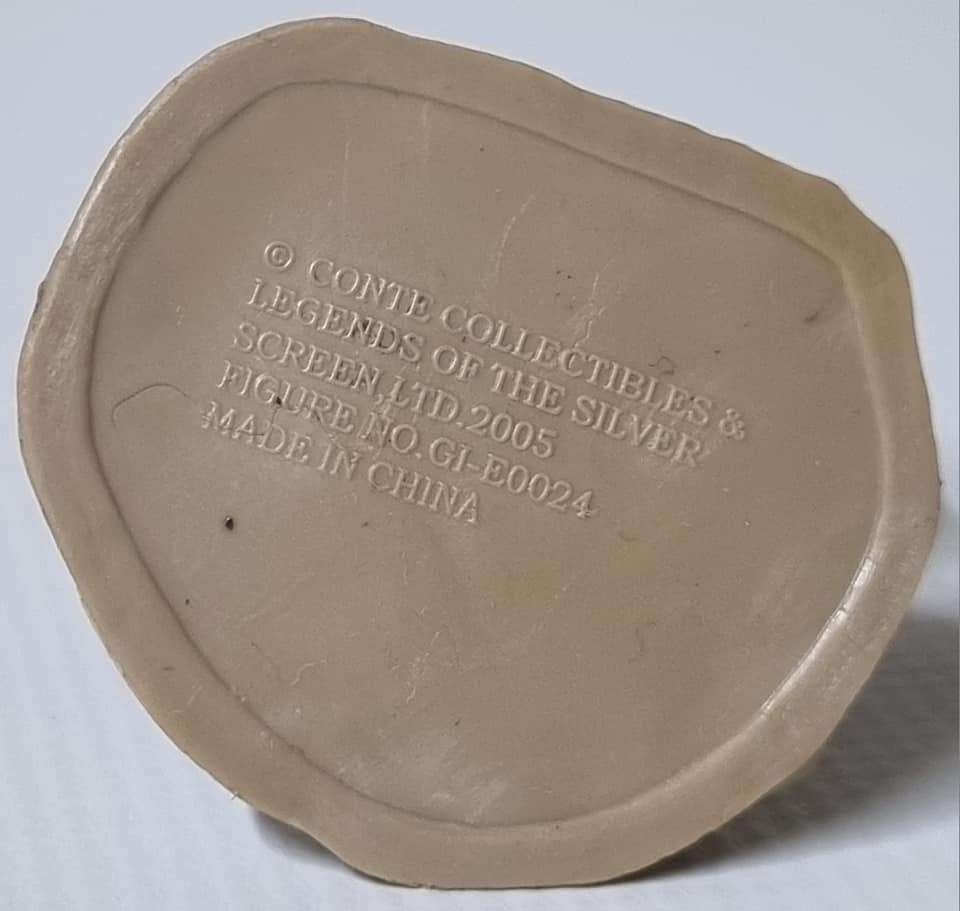 © CONTE COLLECTIBLES &
LEGENDS OF THE SILVER
SCREEN,LTD.2005
FIGURE NO.GI-E0024
MADE IN CHINA